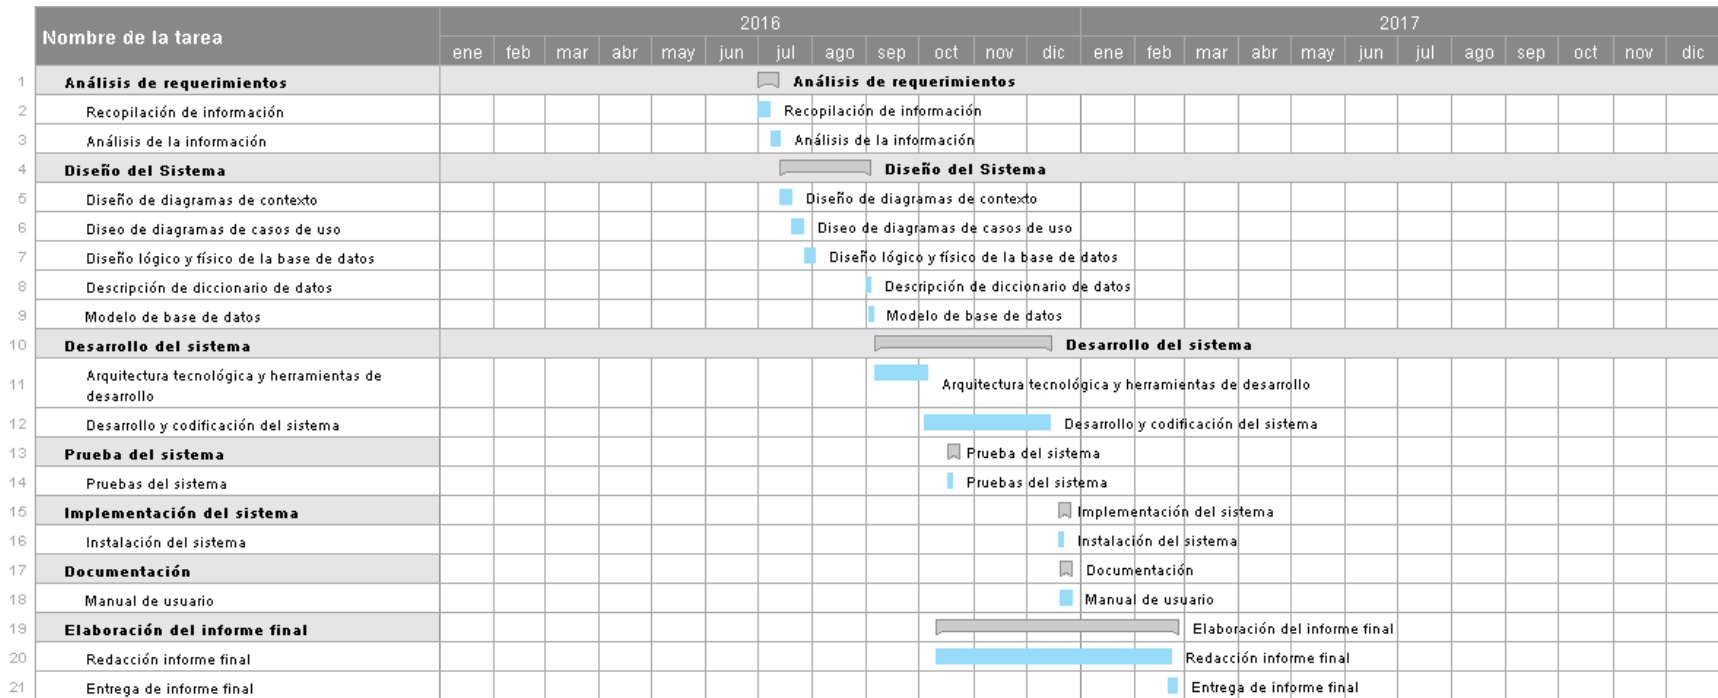 Nombre de la tarea
2016 2017
ene feb mar abr may jun jul ago sep oct nov dic ene feb mar abr may jun jul ago sep oct nov dic
1 Análisis de requerimientos Análisis de requerimientos
2 Recopilación de información Recopilación de información
3 Análisis de la información Análisis de la información
4 Diseño del Sistema Diseño del Sistema
5 Diseño de diagramas de contexto Diseño de diagramas de contexto
6 Diseo de diagramas de casos de uso Diseo de diagramas de casos de uso
7 Diseño lógico y físico de la base de datos Diseño lógico y físico de la base de datos
8 Descripción de diccionario de datos Descripción de diccionario de datos
9 Modelo de base de datos Modelo de base de datos
10 Desarrollo del sistema Desarrollo del sistema
11 Arquitectura tecnológica y herramientas de
desarrollo
Arquitectura tecnológica y herramientas de desarrollo
12 Desarrollo y codificación del sistema Desarrollo y codificación del sistema
13 Prueba del sistema Prueba del sistema
14 Pruebas del sistema Pruebas del sistema
15 Implementación del sistema Implementación del sistema
16 Instalación del sistema Instalación del sistema
17 Documentación Documentación
18 Manual de usuario Manual de usuario
19 Elaboración del informe final Elaboración del informe final
20 Redacción informe final Redacción informe final
21 Entrega de informe final Entrega de informe final